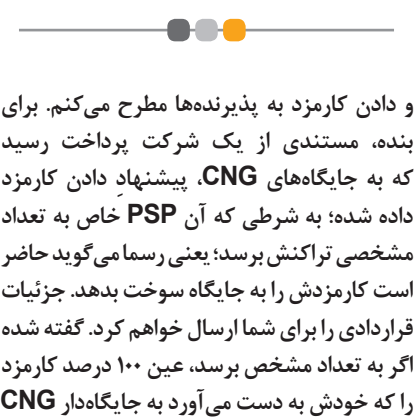 و دادن کارمزد به پذیرنده‌ها مطرح می‌کنم. برای
بنده، مستندی از یک شرکت پرداخت رسید
که به جایگاه‌های CNG، پیشنهادِ دادن کارمزد
داده شده؛ به شرطی که آن PSP خاص به تعداد
مشخصی تراکنش برسد؛ یعنی رسما می‌گوید حاضر
است کارمزدش را به جایگاه سوخت بدهد. جزئیات
قراردادی را برای شما ارسال خواهم کرد. گفته شده
اگر به تعداد مشخص برسد، عین ۱۰۰ درصد کارمزد
را که خودش به دست می‌آورد به جایگاه‌دار CNG